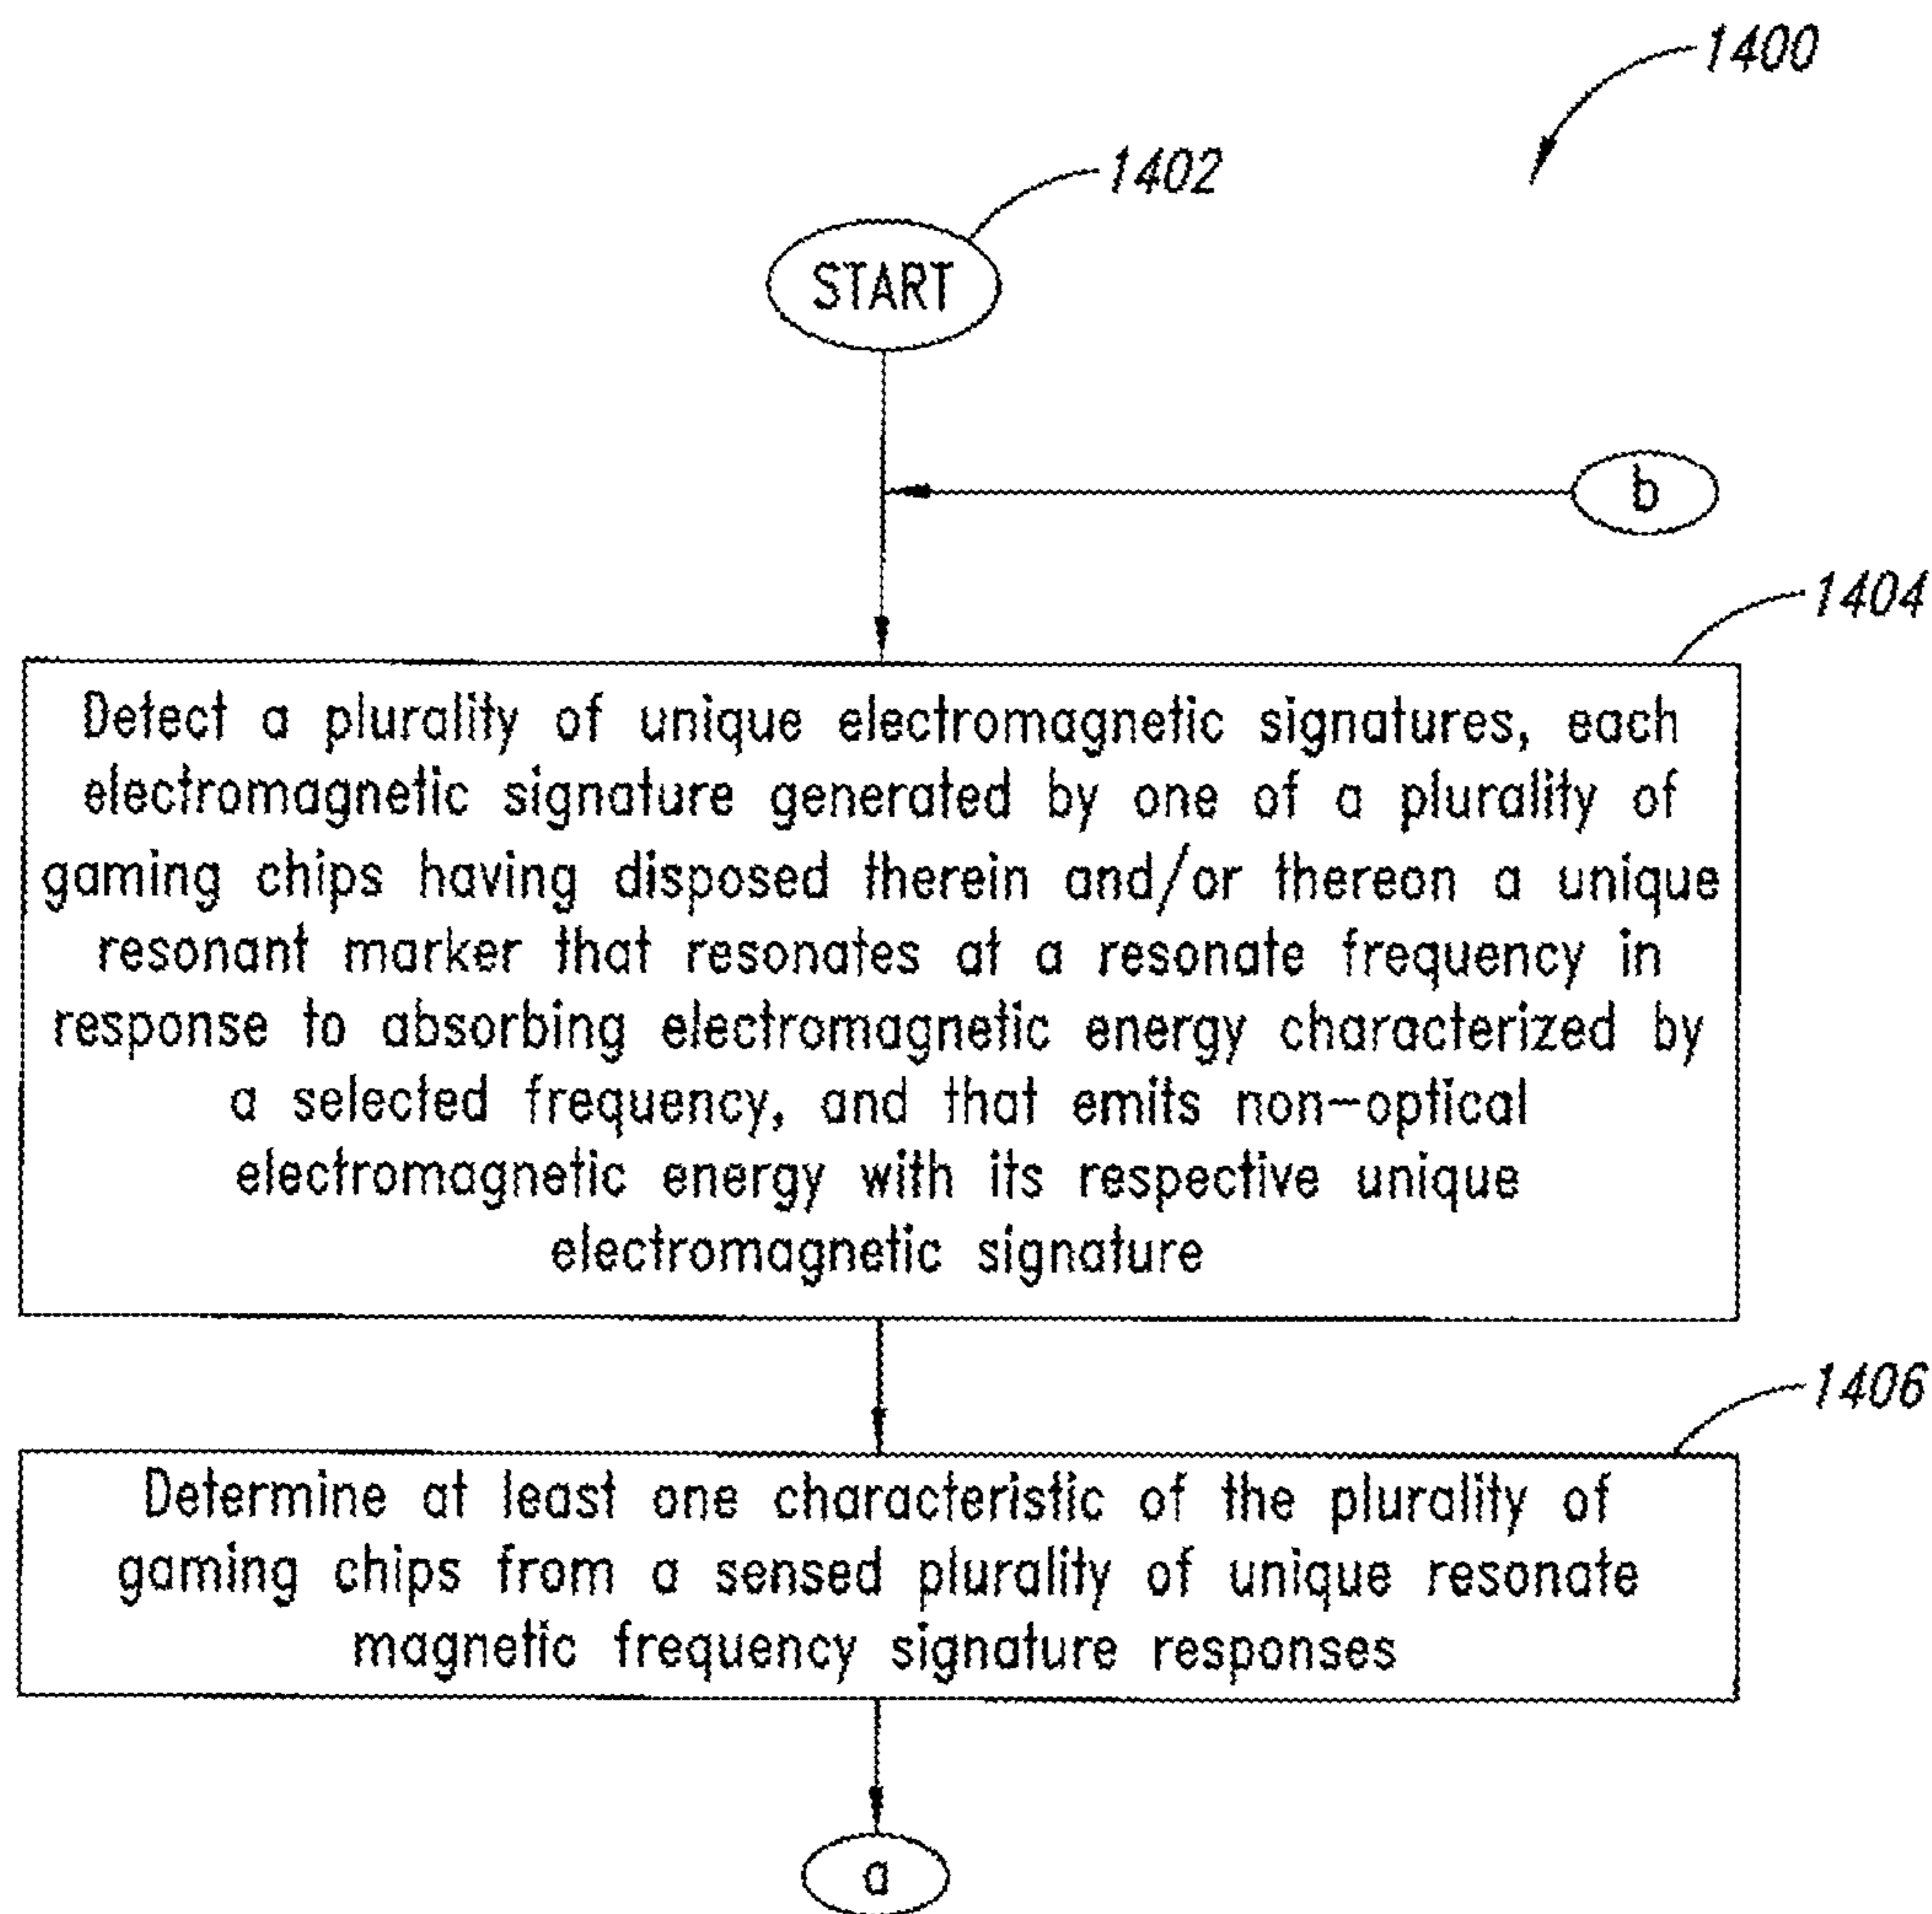 1400
1402
START
b
1404
Detect a plurality of unique electromagnetic signatures, each
electromagnetic signature generated by one of a plurality of
gaming chips having disposed therein and/or thereon a unique
resonant marker that resonates at a resonate frequency in
response to absorbing electromagnetic energy characterized by
a selected frequency, and that emits non-optical
electromagnetic energy with its respective unique
electromagnetic signature
1406
Determine at least one characteristic of the plurality of
gaming chips from a sensed plurality of unique resonate
magnetic frequency signature responses
a